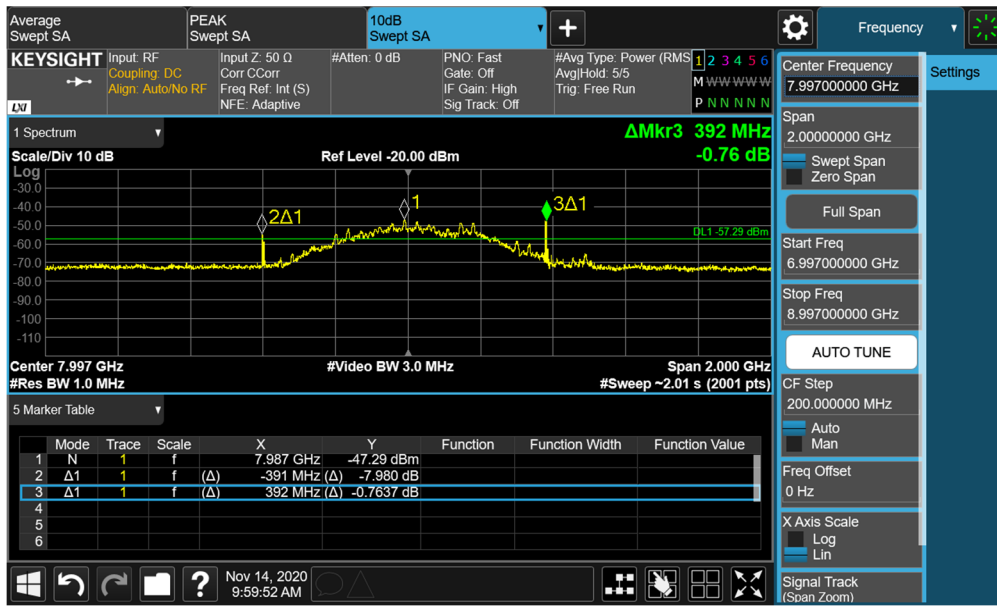 Average
Swept SA
PEAK
Swept SA
10dB
Swept SA
Frequency
KEYSIGHT
LXI
Input: RF
Coupling: DC
Align: Auto/No RF
Input Z: 50 Ω
Corr CCorr
Freq Ref: Int (S)
NFE: Adaptive
#Atten: 0 dB
PNO: Fast
Gate: Off
IF Gain: High
Sig Track: Off
#Avg Type: Power (RMS
Avg|Hold: 5/5
Trig: Free Run
1 2 3 4 5 6
M W W W W W W
P N N N N N
1 Spectrum
ΔMkr3 392 MHz
-0.76 dB
Scale/Div 10 dB
Ref Level -20.00 dBm
Log
-30.0
-40.0
-50.0
-60.0
-70.0
-80.0
-90.0
-100
-110
2Δ1
1
3Δ1
DL1 -57.29 dBm
Center 7.997 GHz
#Video BW 3.0 MHz
Span 2.000 GHz
#Res BW 1.0 MHz
#Sweep ~2.01 s (2001 pts)
5 Marker Table
Mode Trace Scale X Y Function Function Width Function Value
1 N 1 f 7.987 GHz -47.29 dBm
2 Δ1 1 f (Δ) -391 MHz (Δ) -7.980 dB
3 Δ1 1 f (Δ) 392 MHz (Δ) -0.7637 dB
4
5
6
Nov 14, 2020
9:59:52 AM
Center Frequency
7.997000000 GHz
Span
2.00000000 GHz
Swept Span
Zero Span
Full Span
Start Freq
6.997000000 GHz
Stop Freq
8.997000000 GHz
AUTO TUNE
CF Step
200.000000 MHz
Auto
Man
Freq Offset
0 Hz
X Axis Scale
Log
Lin
Signal Track
(Span Zoom)
Settings